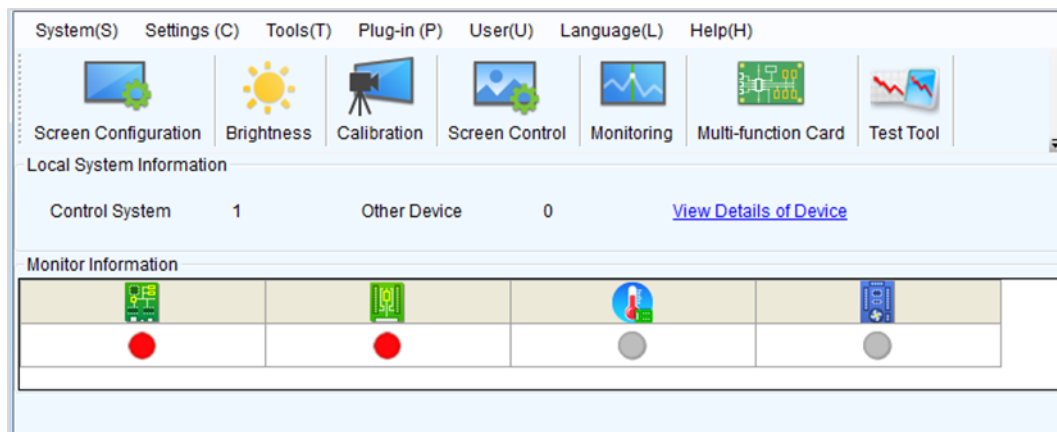 System(S) Settings (C) Tools(T) Plug-in (P) User(U) Language(L) Help(H)
Screen Configuration Brightness Calibration Screen Control Monitoring Multi-function Card Test Tool
Local System Information
Control System 1 Other Device 0 View Details of Device
Monitor Information